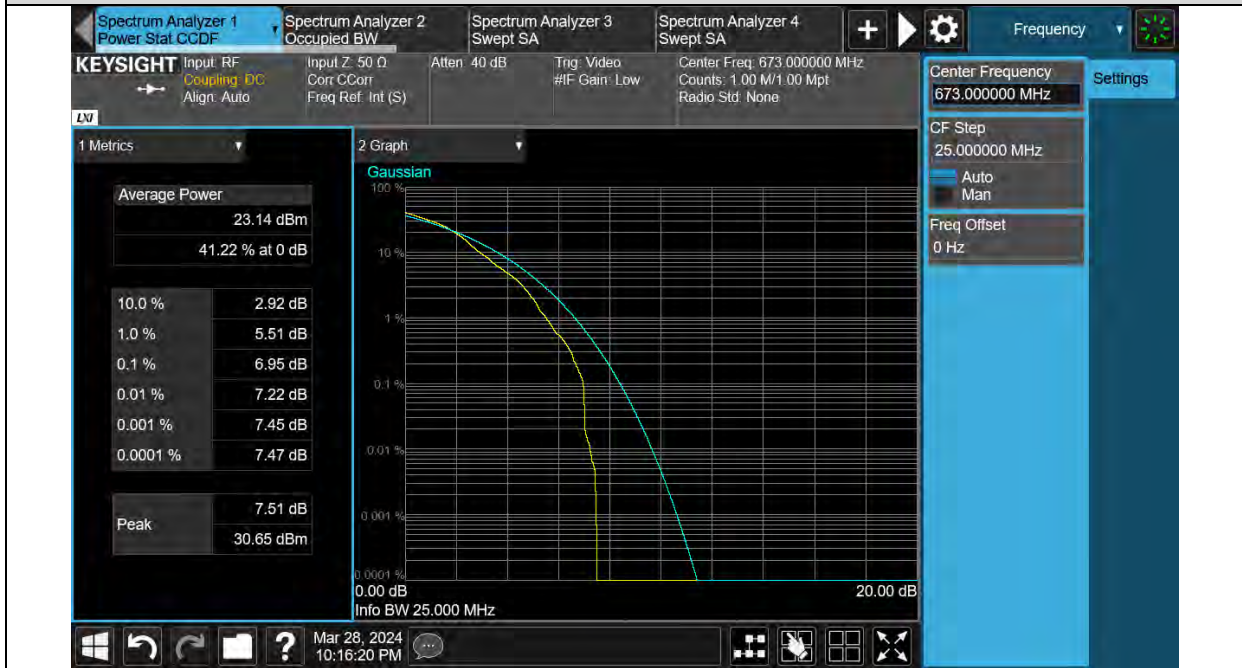 Spectrum Analyzer 1
Power Stat CCDF
Spectrum Analyzer 2
Occupied BW
Spectrum Analyzer 3
Swept SA
Spectrum Analyzer 4
Swept SA
+
Frequency
KEYSIGHT
Input: RF
Coupling: DC
Align: Auto
Input Z: 50 Ω
Corr CCorr
Freq Ref: Int (S)
Atten: 40 dB
Trig: Video
#IF Gain: Low
Center Freq: 673.000000 MHz
Counts: 1.00 M/1.00 Mpt
Radio Std: None
LXI
Center Frequency
673.000000 MHz
Settings
CF Step
25.000000 MHz
Auto
Man
Freq Offset
0 Hz
1 Metrics
Average Power
23.14 dBm
41.22 % at 0 dB
10.0 % 2.92 dB
1.0 % 5.51 dB
0.1 % 6.95 dB
0.01 % 7.22 dB
0.001 % 7.45 dB
0.0001 % 7.47 dB
Peak
7.51 dB
30.65 dBm
2 Graph
Gaussian
100 %
10 %
1 %
0.1 %
0.01 %
0.001 %
0.0001 %
0.00 dB
20.00 dB
Info BW 25.000 MHz
?
Mar 28, 2024
10:16:20 PM